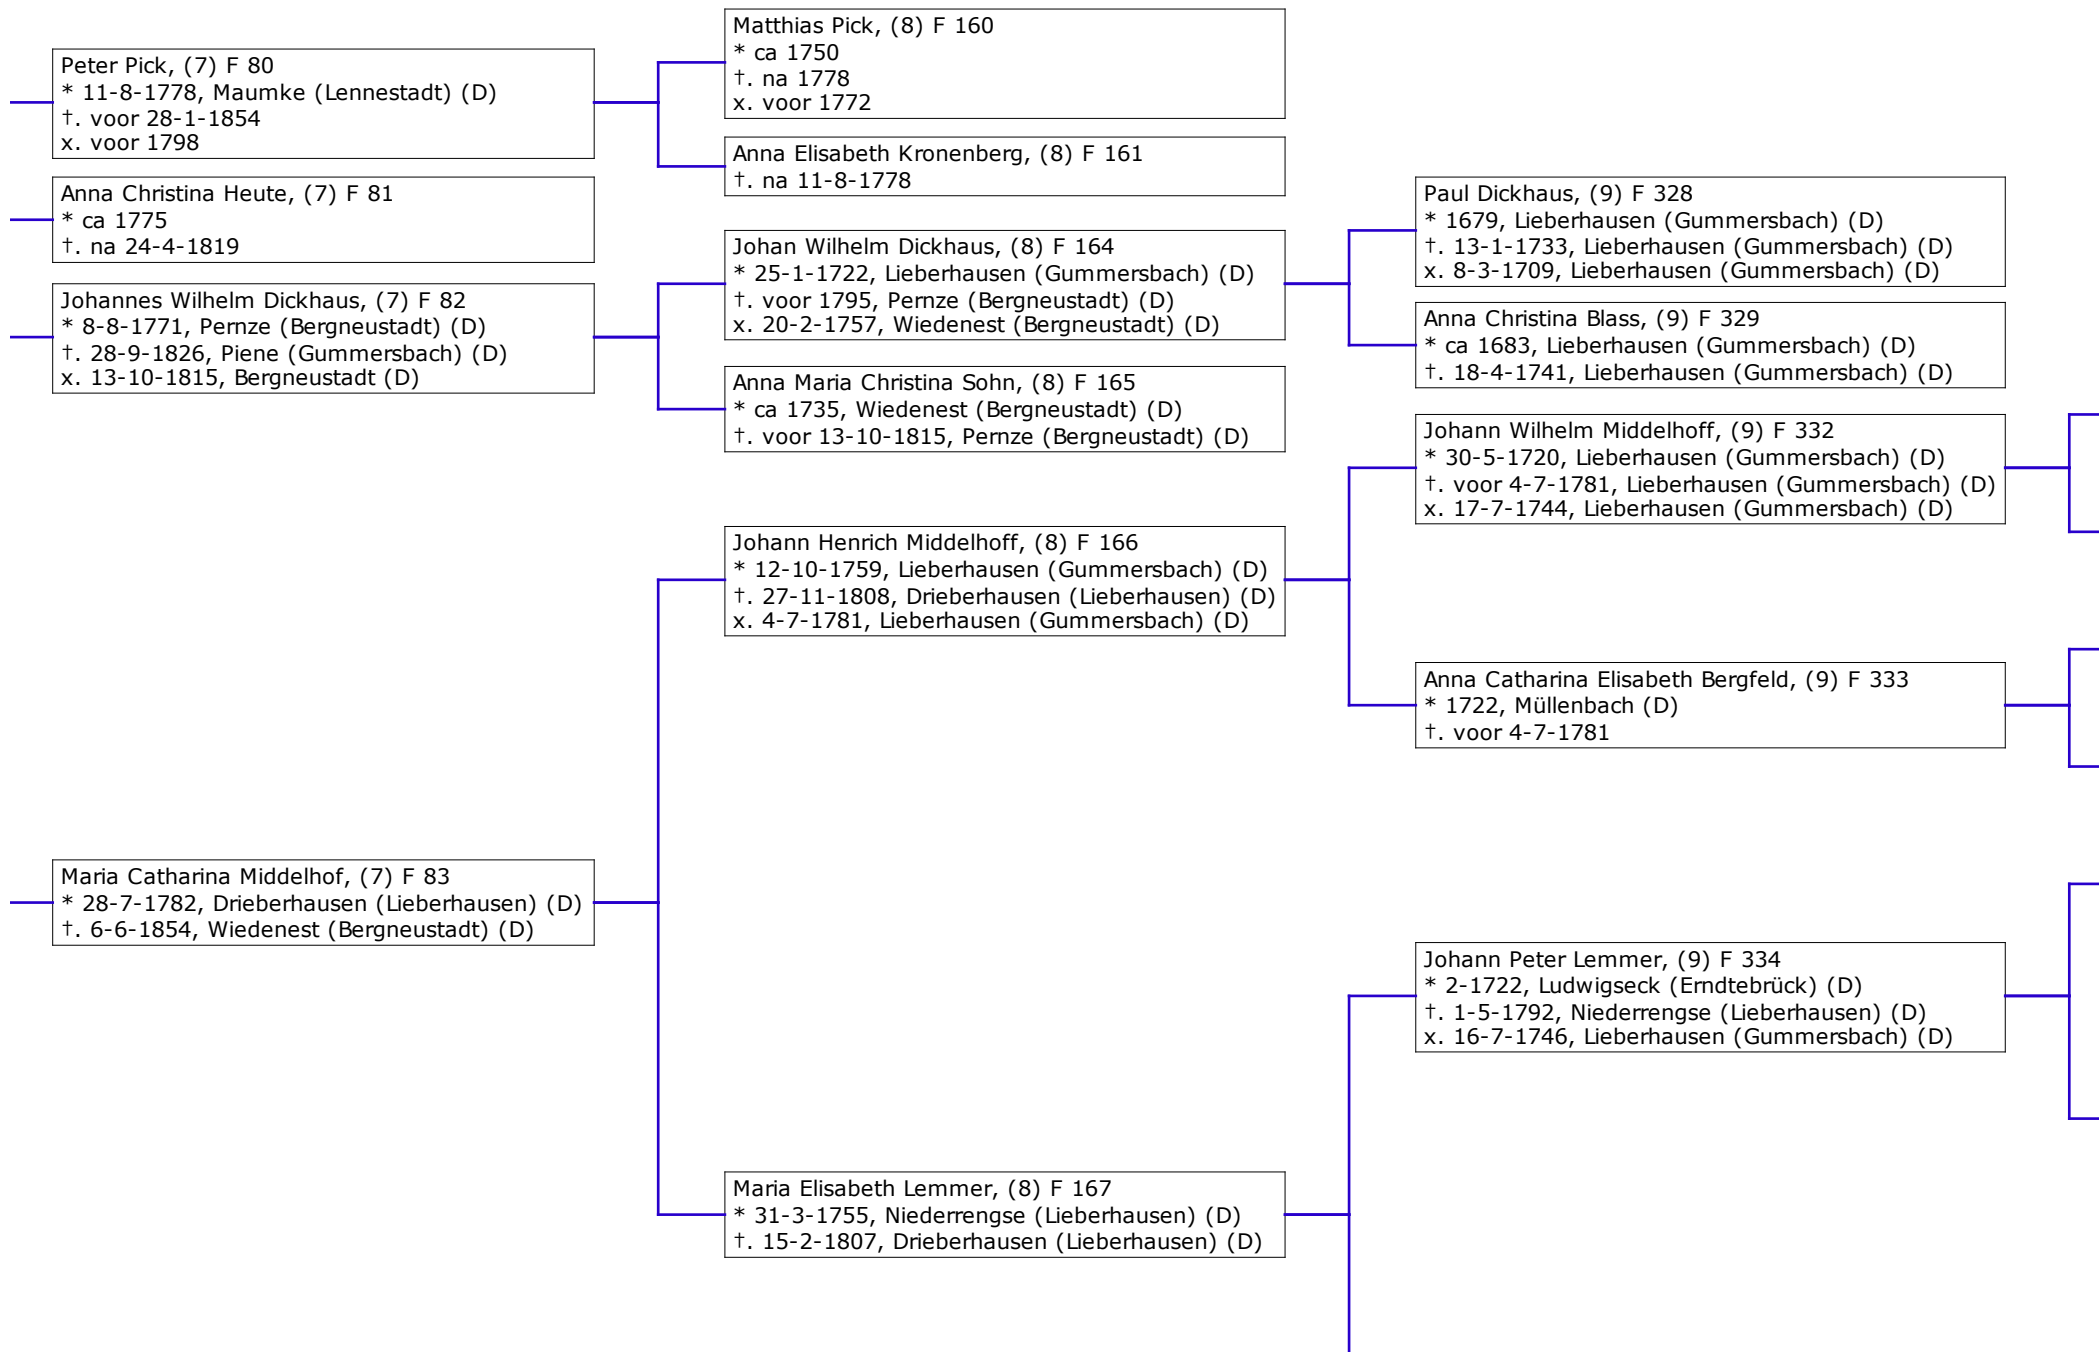 Peter Pick, (7) F 80
* 11-8-1778, Maumke (Lennestadt) (D)
†. voor 28-1-1854
x. voor 1798
Anna Christina Heute, (7) F 81
* ca 1775
†. na 24-4-1819
Johannes Wilhelm Dickhaus, (7) F 82
* 8-8-1771, Pernze (Bergneustadt) (D)
†. 28-9-1826, Piene (Gummersbach) (D)
x. 13-10-1815, Bergneustadt (D)
Maria Catharina Middelhof, (7) F 83
* 28-7-1782, Drieberhausen (Lieberhausen) (D)
†. 6-6-1854, Wiedenest (Bergneustadt) (D)
Matthias Pick, (8) F 160
* ca 1750
†. na 1778
x. voor 1772
Anna Elisabeth Kronenberg, (8) F 161
†. na 11-8-1778
Johan Wilhelm Dickhaus, (8) F 164
* 25-1-1722, Lieberhausen (Gummersbach) (D)
†. voor 1795, Pernze (Bergneustadt) (D)
x. 20-2-1757, Wiedenest (Bergneustadt) (D)
Anna Maria Christina Sohn, (8) F 165
* ca 1735, Wiedenest (Bergneustadt) (D)
†. voor 13-10-1815, Pernze (Bergneustadt) (D)
Johann Henrich Middelhoff, (8) F 166
* 12-10-1759, Lieberhausen (Gummersbach) (D)
†. 27-11-1808, Drieberhausen (Lieberhausen) (D)
x. 4-7-1781, Lieberhausen (Gummersbach) (D)
Maria Elisabeth Lemmer, (8) F 167
* 31-3-1755, Niederrengse (Lieberhausen) (D)
†. 15-2-1807, Drieberhausen (Lieberhausen) (D)
Paul Dickhaus, (9) F 328
* 1679, Lieberhausen (Gummersbach) (D)
†. 13-1-1733, Lieberhausen (Gummersbach) (D)
x. 8-3-1709, Lieberhausen (Gummersbach) (D)
Anna Christina Blass, (9) F 329
* ca 1683, Lieberhausen (Gummersbach) (D)
†. 18-4-1741, Lieberhausen (Gummersbach) (D)
Johann Wilhelm Middelhoff, (9) F 332
* 30-5-1720, Lieberhausen (Gummersbach) (D)
†. voor 4-7-1781, Lieberhausen (Gummersbach) (D)
x. 17-7-1744, Lieberhausen (Gummersbach) (D)
Anna Catharina Elisabeth Bergfeld, (9) F 333
* 1722, Müllenbach (D)
†. voor 4-7-1781
Johann Peter Lemmer, (9) F 334
* 2-1722, Ludwigseck (Erndtebrück) (D)
†. 1-5-1792, Niederrengse (Lieberhausen) (D)
x. 16-7-1746, Lieberhausen (Gummersbach) (D)